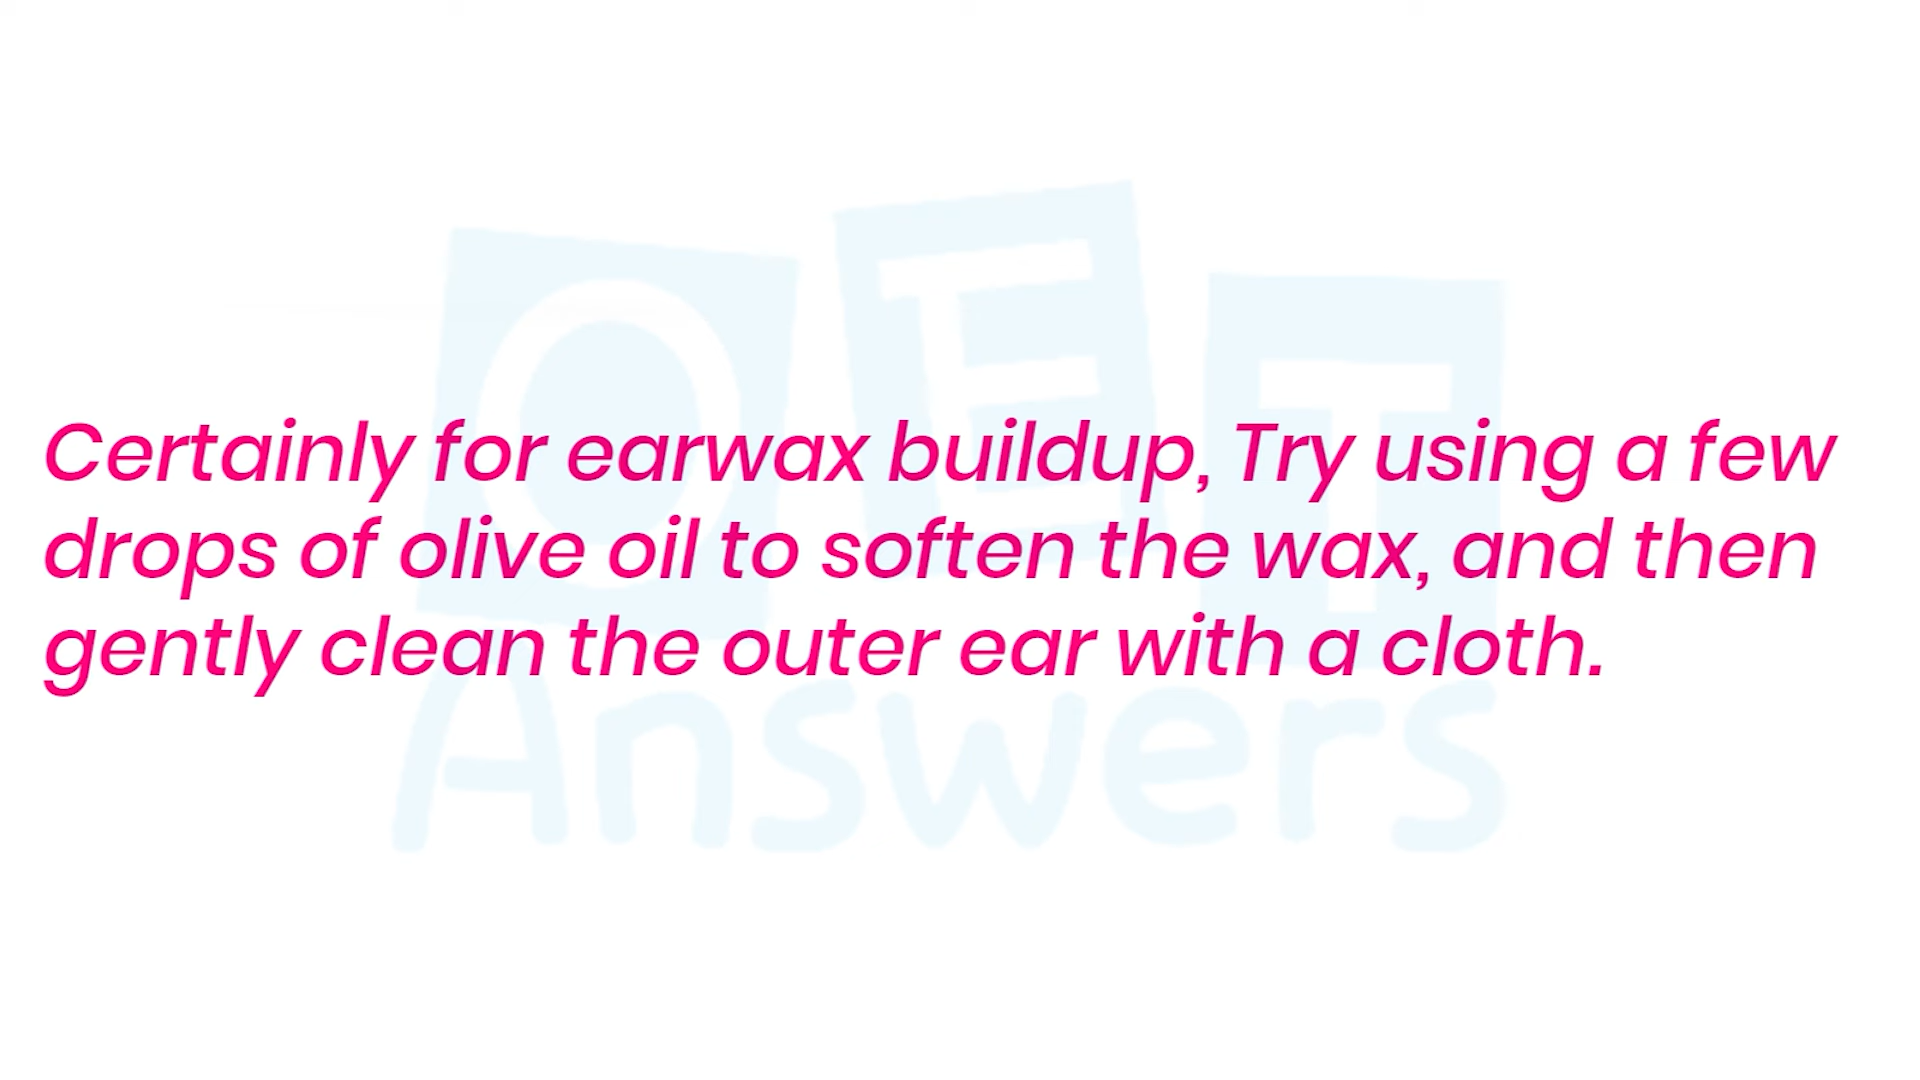 Certainly for earwax buildup, Try using a few
drops of olive oil to soften the wax, and then
gently clean the outer ear with a cloth.
OET
Answers